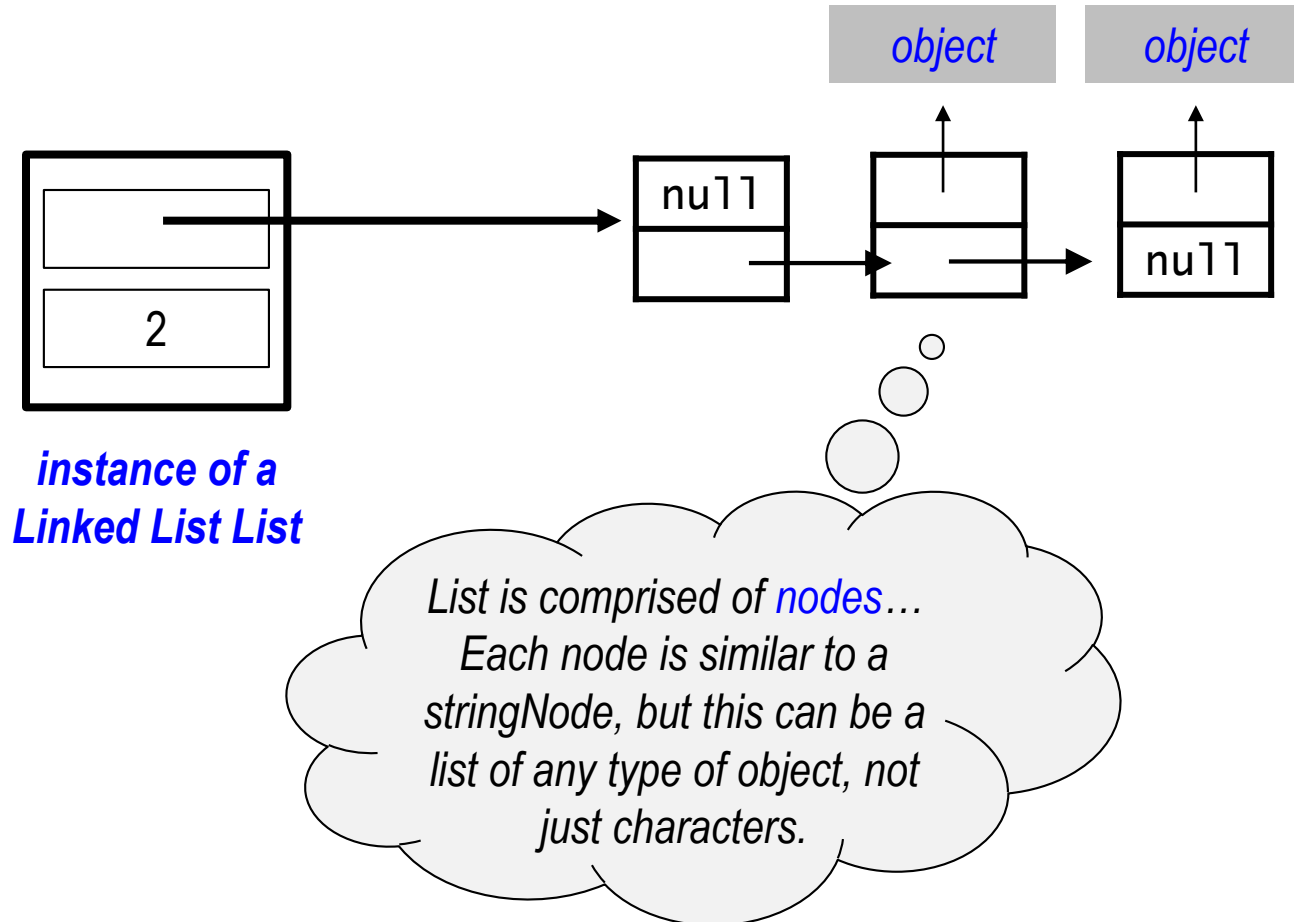 object object
null
null
2
instance of a
Linked List List
List is comprised of nodes…
Each node is similar to a
stringNode, but this can be a
list of any type of object, not
just characters.